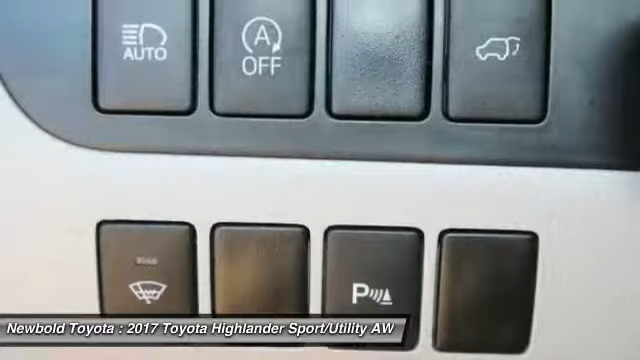 AUTO
A
OFF
P
Newbold Toyota : 2017 Toyota Highlander Sport/Utility AW